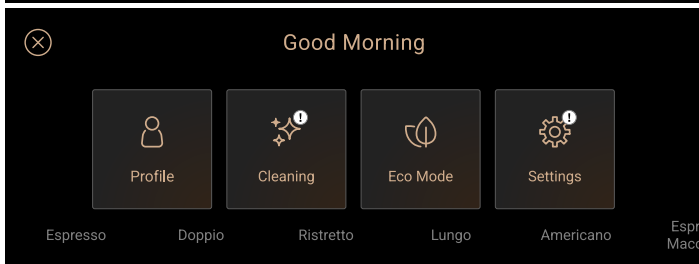 Good Morning
Profile
Cleaning
Eco Mode
Settings
Espresso
Doppio
Ristretto
Lungo
Americano